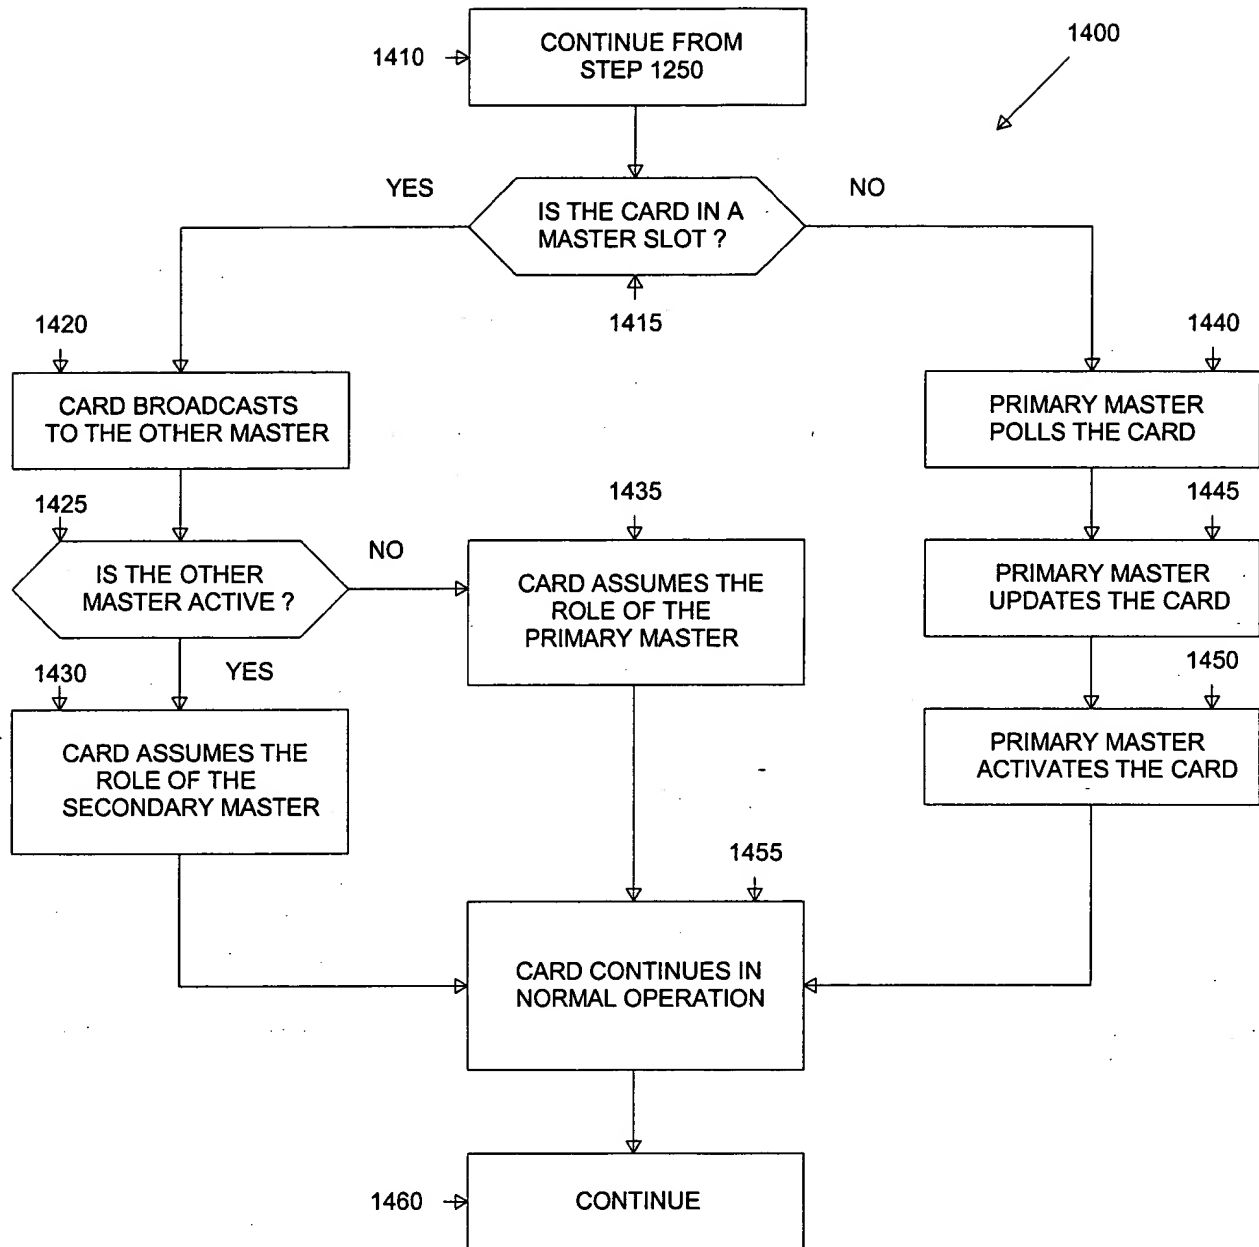 1410
CONTINUE FROM
STEP 1250
1400
YES
NO
IS THE CARD IN A
MASTER SLOT ?
1415
1420
CARD BROADCASTS
TO THE OTHER MASTER
1425
IS THE OTHER
MASTER ACTIVE ?
NO
YES
1430
CARD ASSUMES THE
ROLE OF THE
SECONDARY MASTER
1435
CARD ASSUMES THE
ROLE OF THE
PRIMARY MASTER
1440
PRIMARY MASTER
POLLS THE CARD
1445
PRIMARY MASTER
UPDATES THE CARD
1450
PRIMARY MASTER
ACTIVATES THE CARD
1455
CARD CONTINUES IN
NORMAL OPERATION
1460
CONTINUE